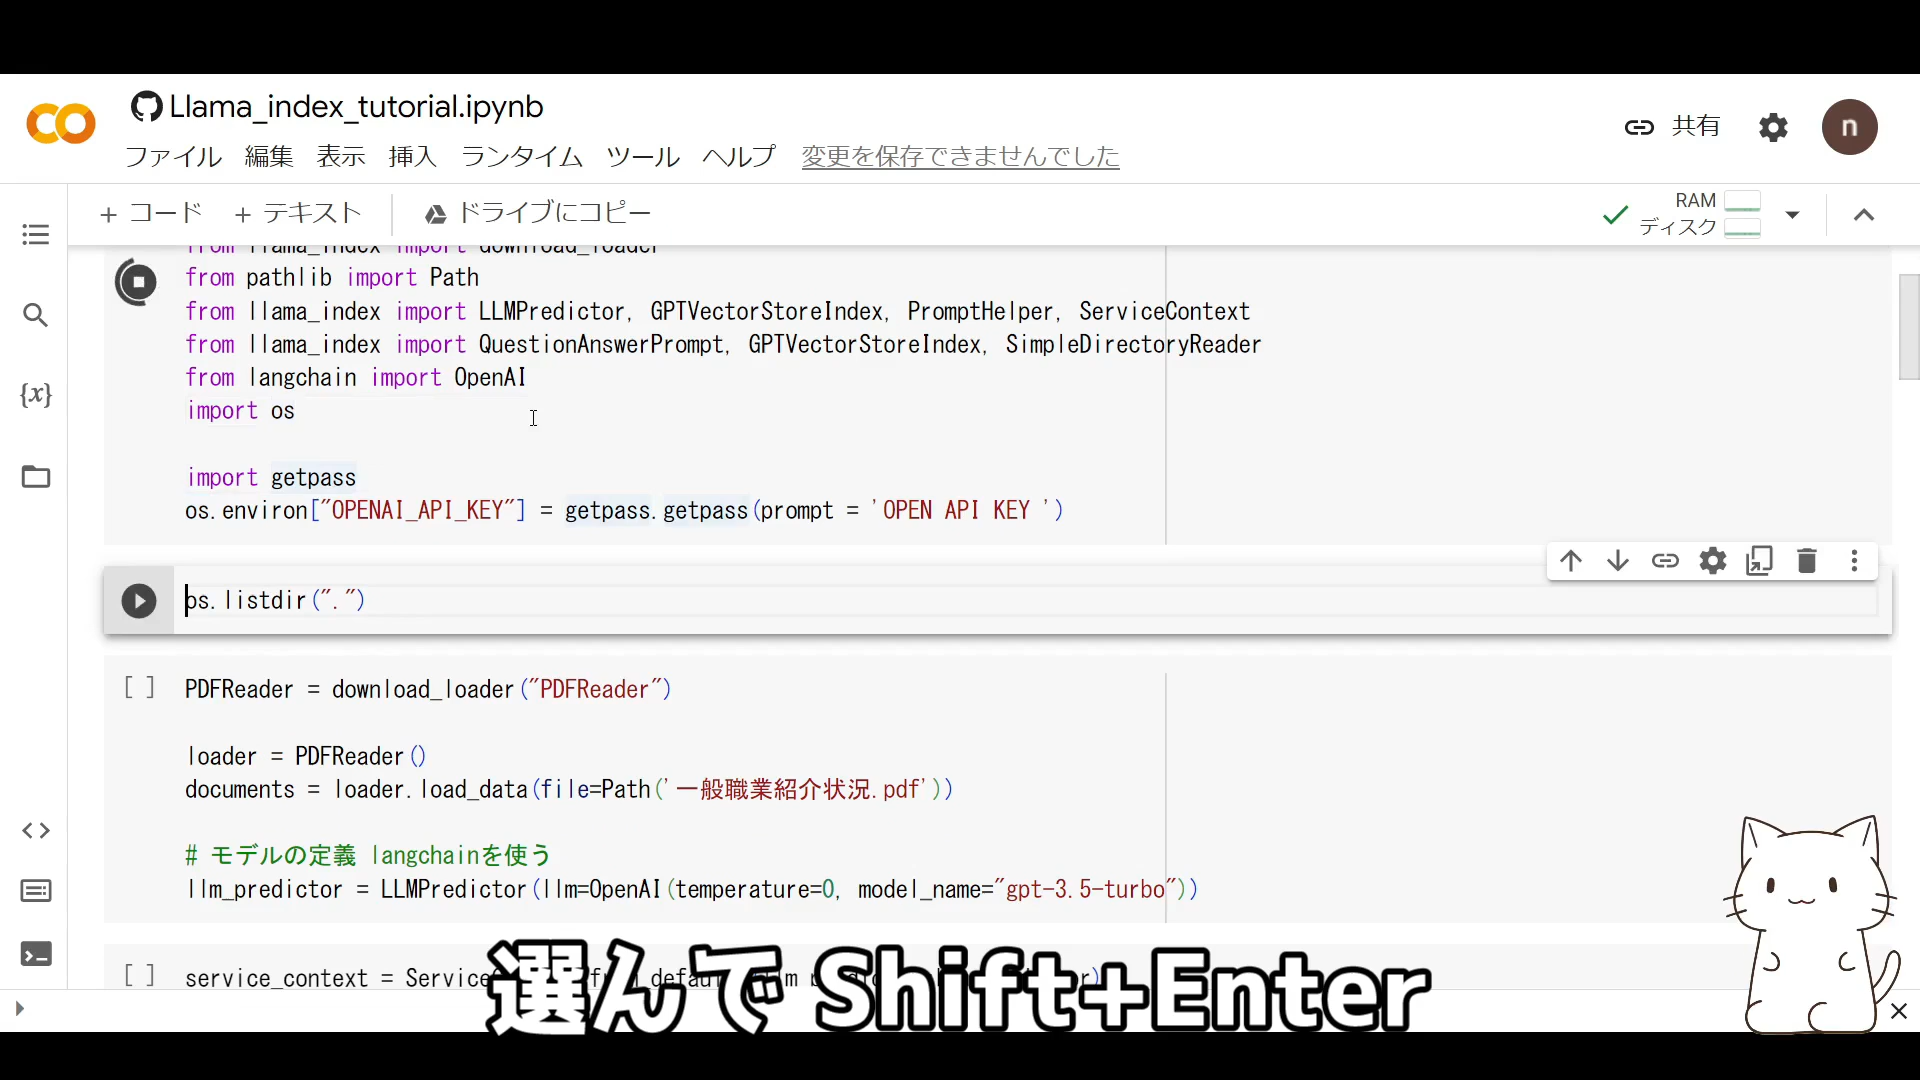 Llama_index_tutorial.ipynb
ファイル 編集 表示 挿入 ランタイム ツール ヘルプ 変更を保存できませんでした
共有
n
+ コード + テキスト ドライブにコピー
RAM
ディスク
from llama_index import download_loader
from pathlib import Path
from llama_index import LLMPredictor, GPTVectorStoreIndex, PromptHelper, ServiceContext
from llama_index import QuestionAnswerPrompt, GPTVectorStoreIndex, SimpleDirectoryReader
from langchain import OpenAI
import os
import getpass
os.environ["OPENAI_API_KEY"] = getpass.getpass(prompt = 'OPEN API KEY ')
os.listdir(".")
[ ] PDFReader = download_loader("PDFReader")
loader = PDFReader()
documents = loader.load_data(file=Path('一般職業紹介状況.pdf'))
# モデルの定義 langchainを使う
llm_predictor = LLMPredictor(llm=OpenAI(temperature=0, model_name="gpt-3.5-turbo"))
[ ] service_context =
選んで Shift+Enter